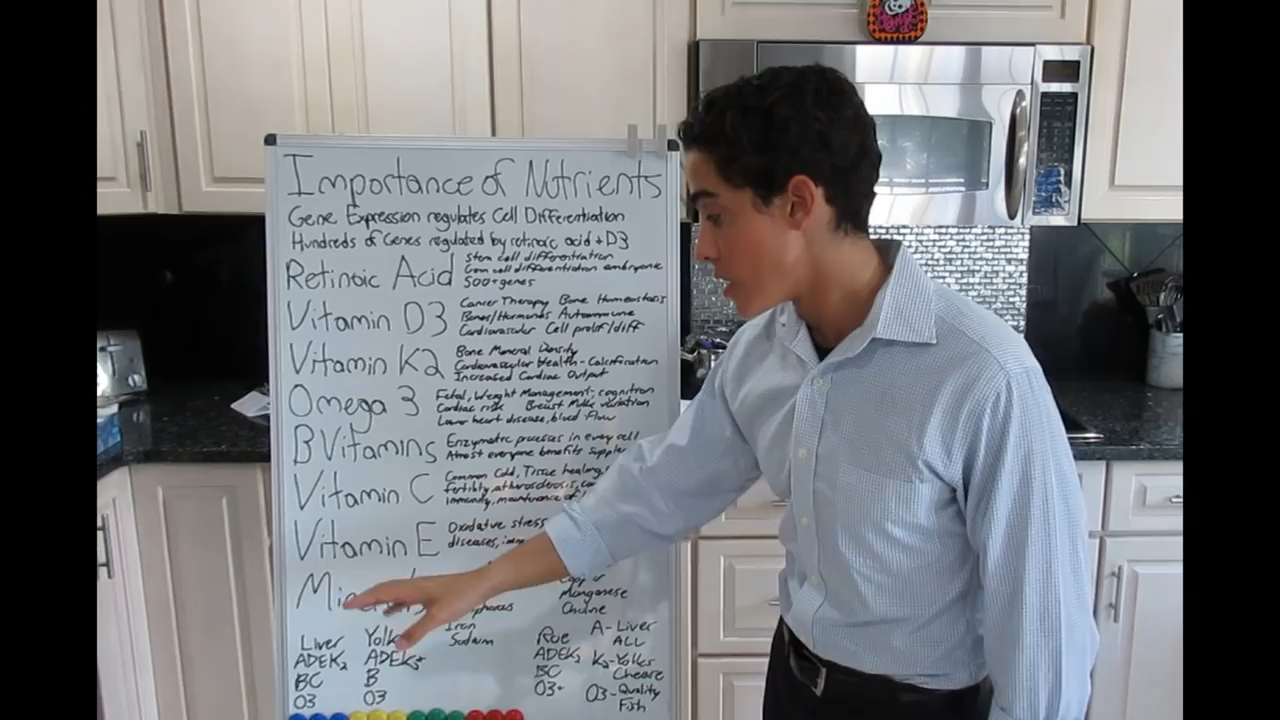 Importance of Nutrients
Gene Expression regulates Cell Differentiation
Hundreds of Genes regulated by retinoic acid + D3
Retinoic Acid
Stem cell differentiation
cell differentiation embryonic
500+ genes
Vitamin D3
Cancer Therapy Bone Homeostasis
Bones/Hormones Autoimmune
Cardiovascular Cell prolif/diff
Vitamin K2
Bone Mineral Density
Cardiovascular Health - Calcification
Increased Cardiac Output
Omega 3
Fetal, Weight Management, cognition
Cardiac risk Breast Milk variation
Lower heart disease, blood flow
B Vitamins
Enzymatic processes in every cell
Almost everyone benefits
Vitamin C
Common Cold, Tissue healing,
fertility, atherosclerosis,
immunity, maintenance of
Vitamin E
Oxidative stress
diseases,
Copper
Manganese
Iron
Sodium
Liver
ADEK2
BC
O3
ADEK2+
B
O3
Roe
ADEK2
BC
O3+
A - Liver
ALL
K2 - Yolks
Cheese
O3 - Quality
Fish